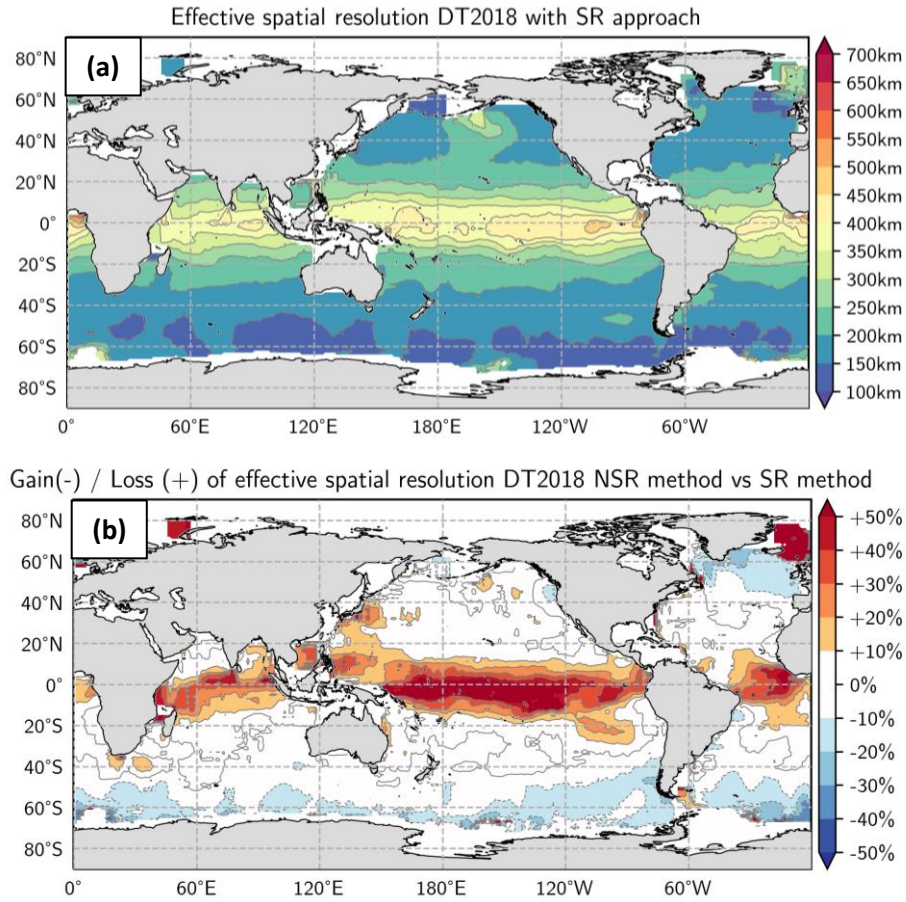 Effective spatial resolution DT2018 with SR approach
(a)
80°N
60°N
40°N
20°N
0°
20°S
40°S
60°S
80°S
0°
60°E
120°E
180°E
120°W
60°W
700km
650km
600km
550km
500km
450km
400km
350km
300km
250km
200km
150km
100km
Gain(-) / Loss (+) of effective spatial resolution DT2018 NSR method vs SR method
(b)
80°N
60°N
40°N
20°N
0°
20°S
40°S
60°S
80°S
0°
60°E
120°E
180°E
120°W
60°W
+50%
+40%
+30%
+20%
+10%
0%
-10%
-20%
-30%
-40%
-50%